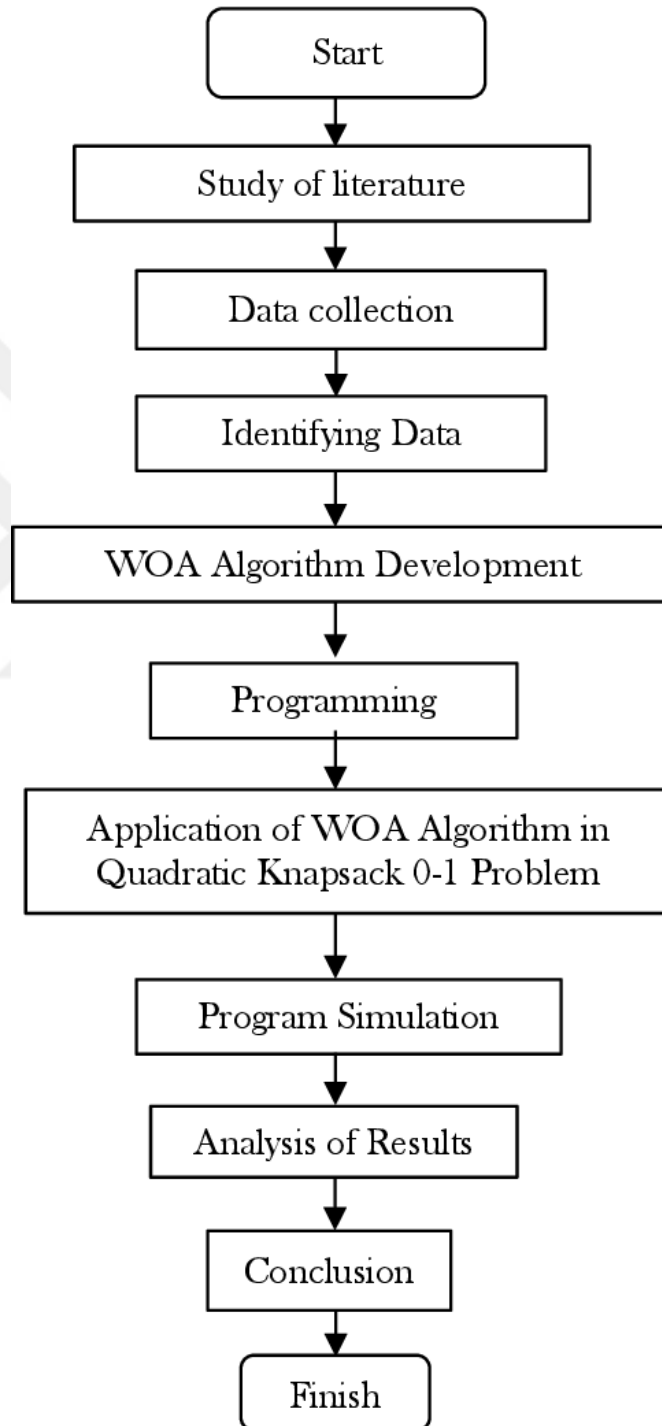 Start
Study of literature
Data collection
Identifying Data
WOA Algorithm Development
Programming
Application of WOA Algorithm in
Quadratic Knapsack 0-1 Problem
Program Simulation
Analysis of Results
Conclusion
Finish